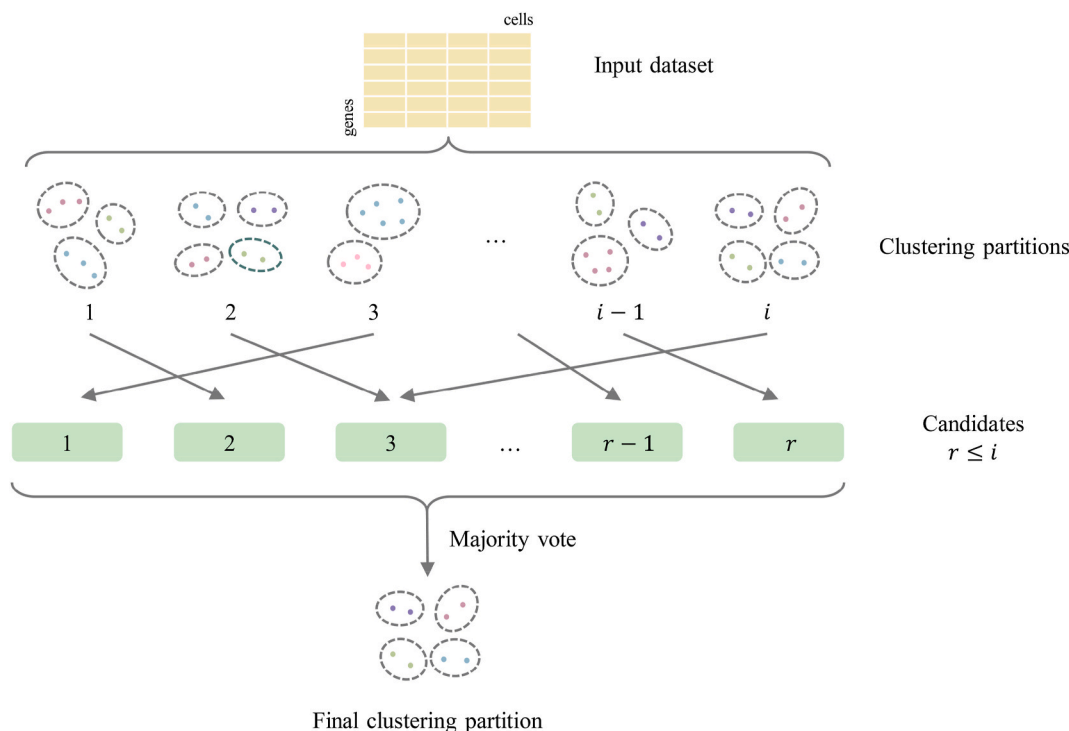 cells
Input dataset
genes
…
Clustering partitions
1 2 3 i − 1 i
1 2 3 … r − 1 r
Candidates
r ≤ i
Majority vote
Final clustering partition